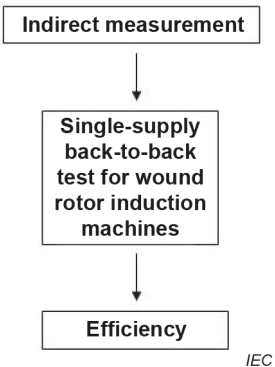 Indirect measurement
Single-supply
back-to-back
test for wound
rotor induction
machines
Efficiency
IEC